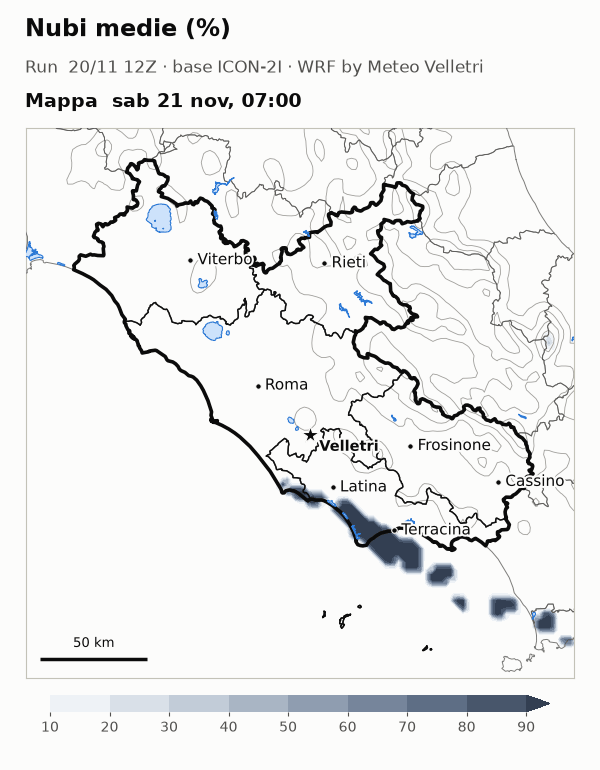 Nubi medie (%)
Run 20/11 12Z · base ICON-2I · WRF by Meteo Velletri
Mappa sab 21 nov, 07:00
Viterbo
Rieti
Roma
Velletri
Frosinone
Cassino
Latina
Terracina
50 km
10 20 30 40 50 60 70 80 90